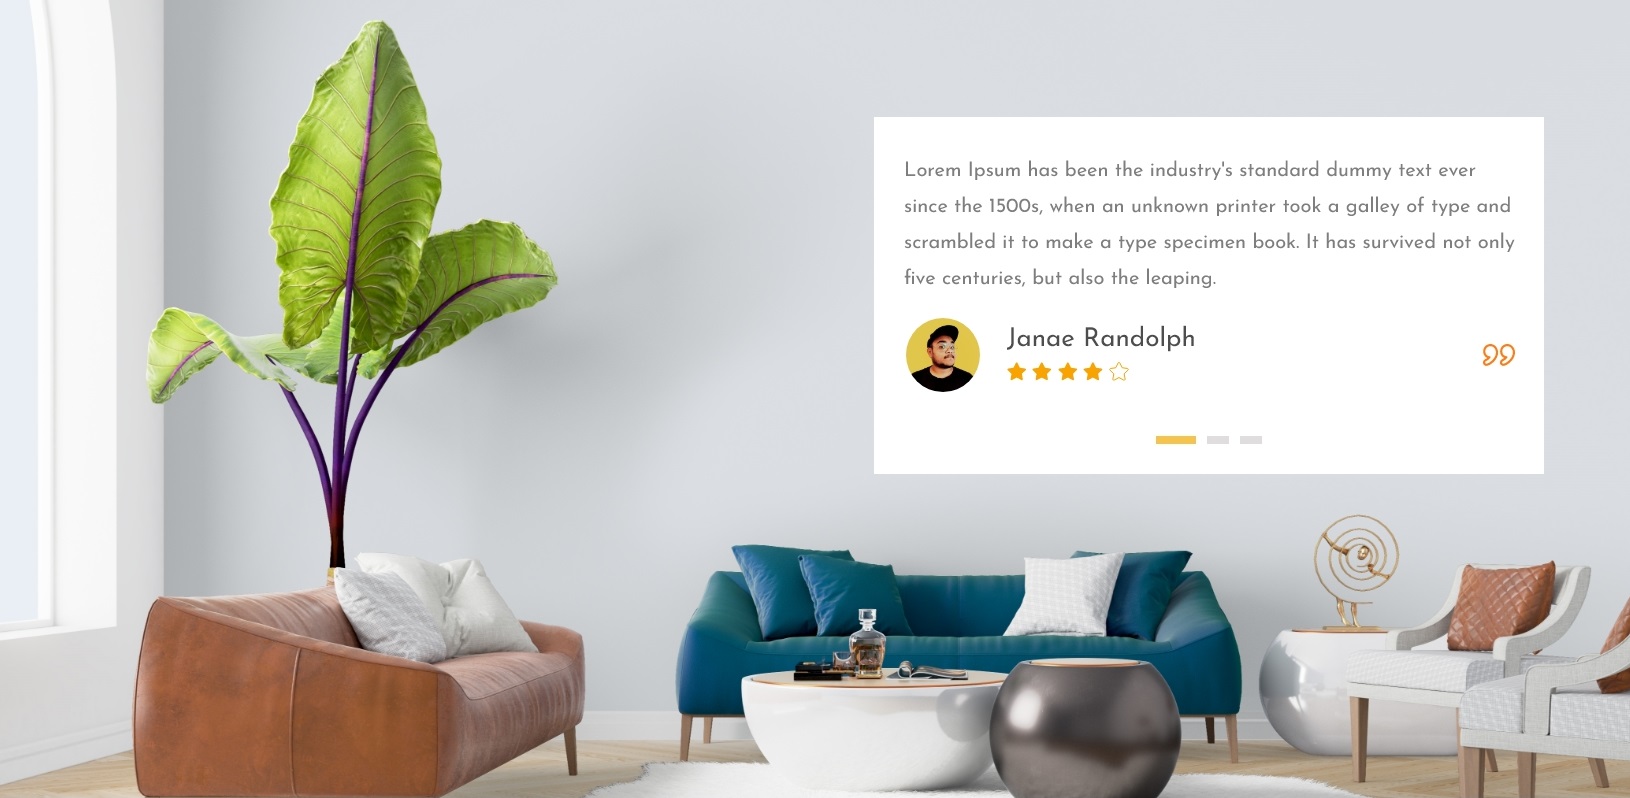 Lorem Ipsum has been the industry's standard dummy text ever
since the 1500s, when an unknown printer took a galley of type and
scrambled it to make a type specimen book. It has survived not only
five centuries, but also the leaping.
Janae Randolph